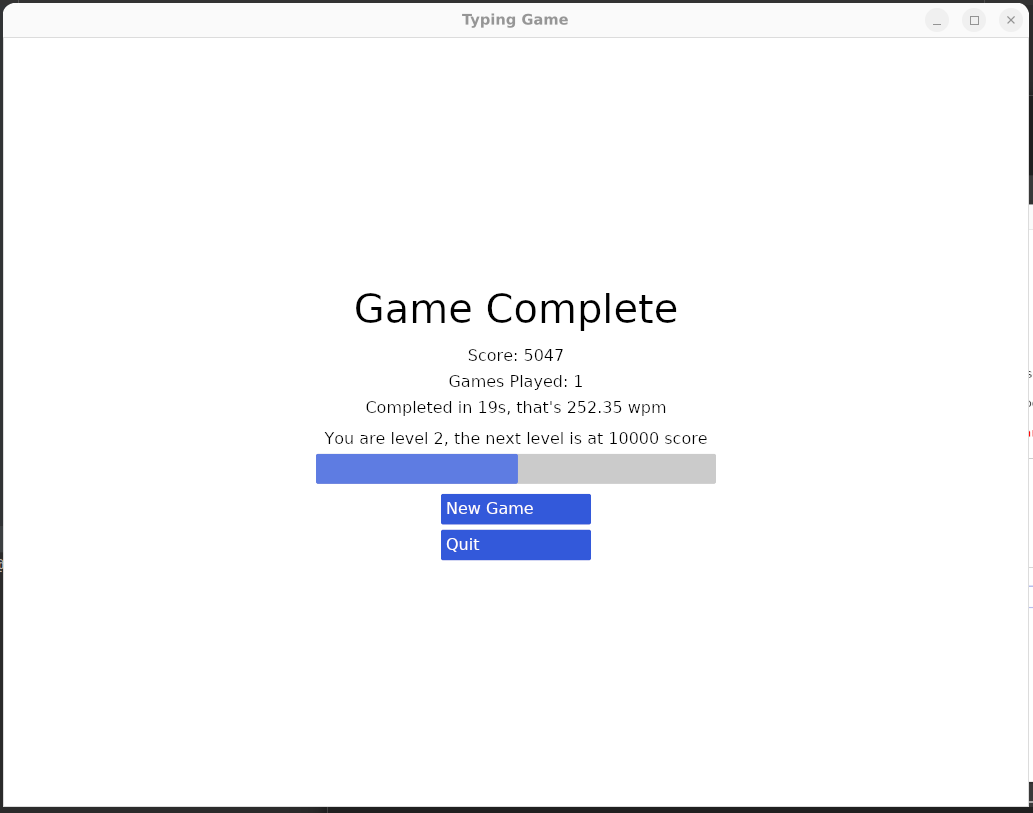 Typing Game
Game Complete
Score: 5047
Games Played: 1
Completed in 19s, that's 252.35 wpm
You are level 2, the next level is at 10000 score
New Game
Quit